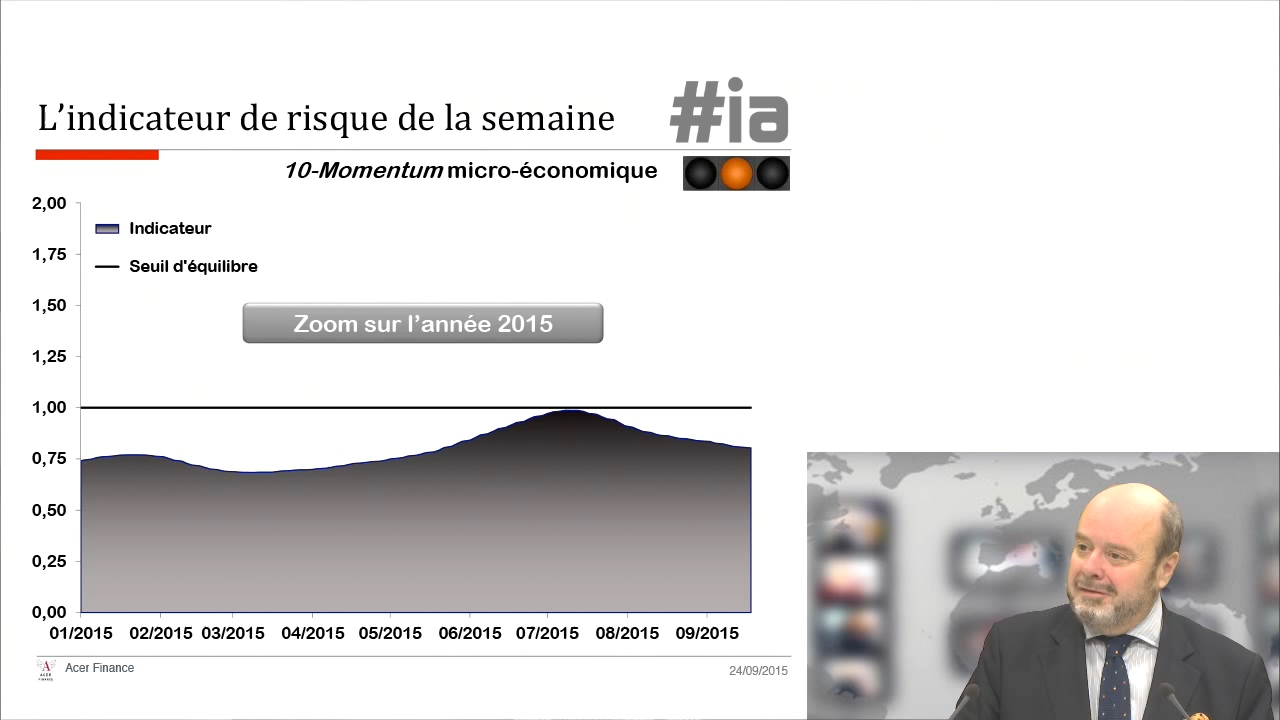 L'indicateur de risque de la semaine
#ia
10-Momentum micro-économique
2,00
Indicateur
1,75
Seuil d'équilibre
1,50
Zoom sur l'année 2015
1,25
1,00
0,75
0,50
0,25
0,00
01/2015 02/2015 03/2015 04/2015 05/2015 06/2015 07/2015 08/2015 09/2015
A
ACER
FINANCE
Acer Finance
24/09/2015